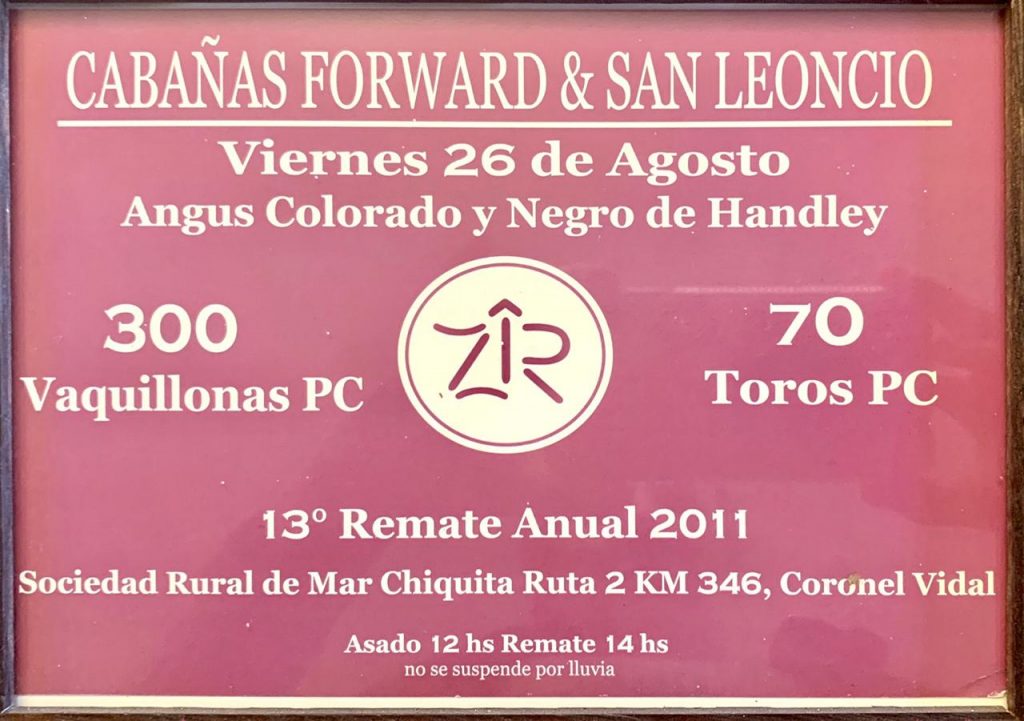 CABAÑAS FORWARD & SAN LEONCIO
Viernes 26 de Agosto
Angus Colorado y Negro de Handley
300
Vaquillonas PC
70
Toros PC
13º Remate Anual 2011
Sociedad Rural de Mar Chiquita Ruta 2 KM 346, Coronel Vidal
Asado 12 hs Remate 14 hs
no se suspende por lluvia